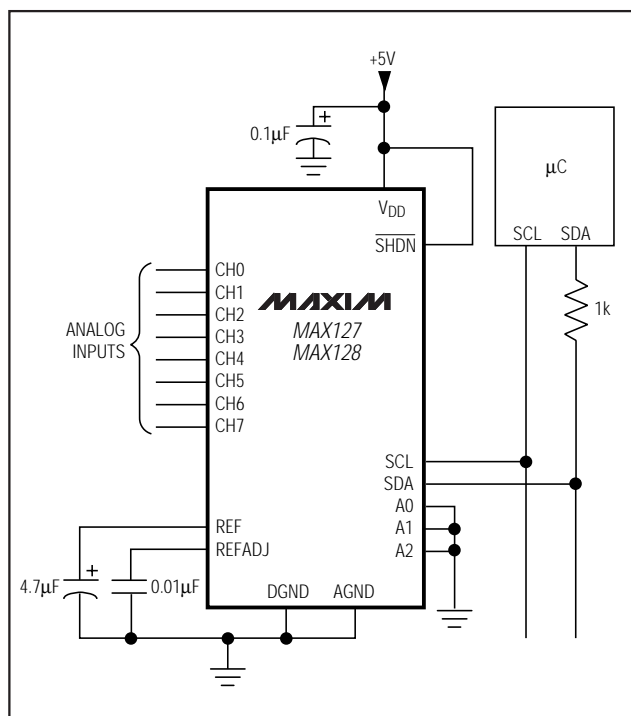 +5V
0.1µF
+
µC
SCL SDA
1k
VDD
SHDN
CH0
CH1
CH2
CH3
CH4
CH5
CH6
CH7
ANALOG
INPUTS
MAXIM
MAX127
MAX128
SCL
SDA
A0
A1
A2
REF
REFADJ
4.7µF
+
0.01µF
DGND AGND